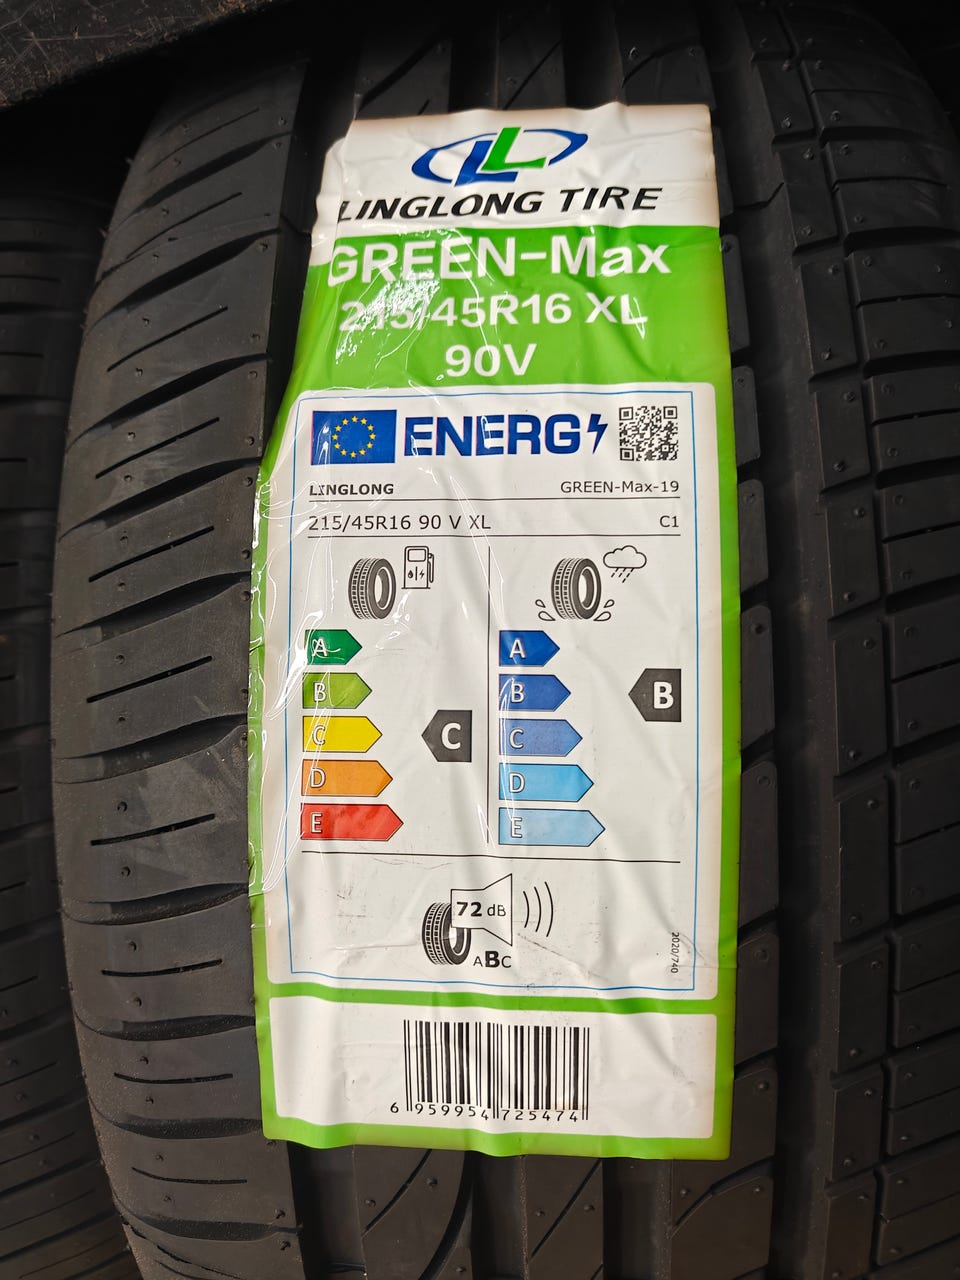 LINGLONG TIRE
GREEN-Max
215/45R16 XL
90V
ENERG
LINGLONG GREEN-Max-19
215/45R16 90 V XL C1
A A
B B B
C C C
D D
E E
72 dB
ABC
2020/740
6 959954 725474